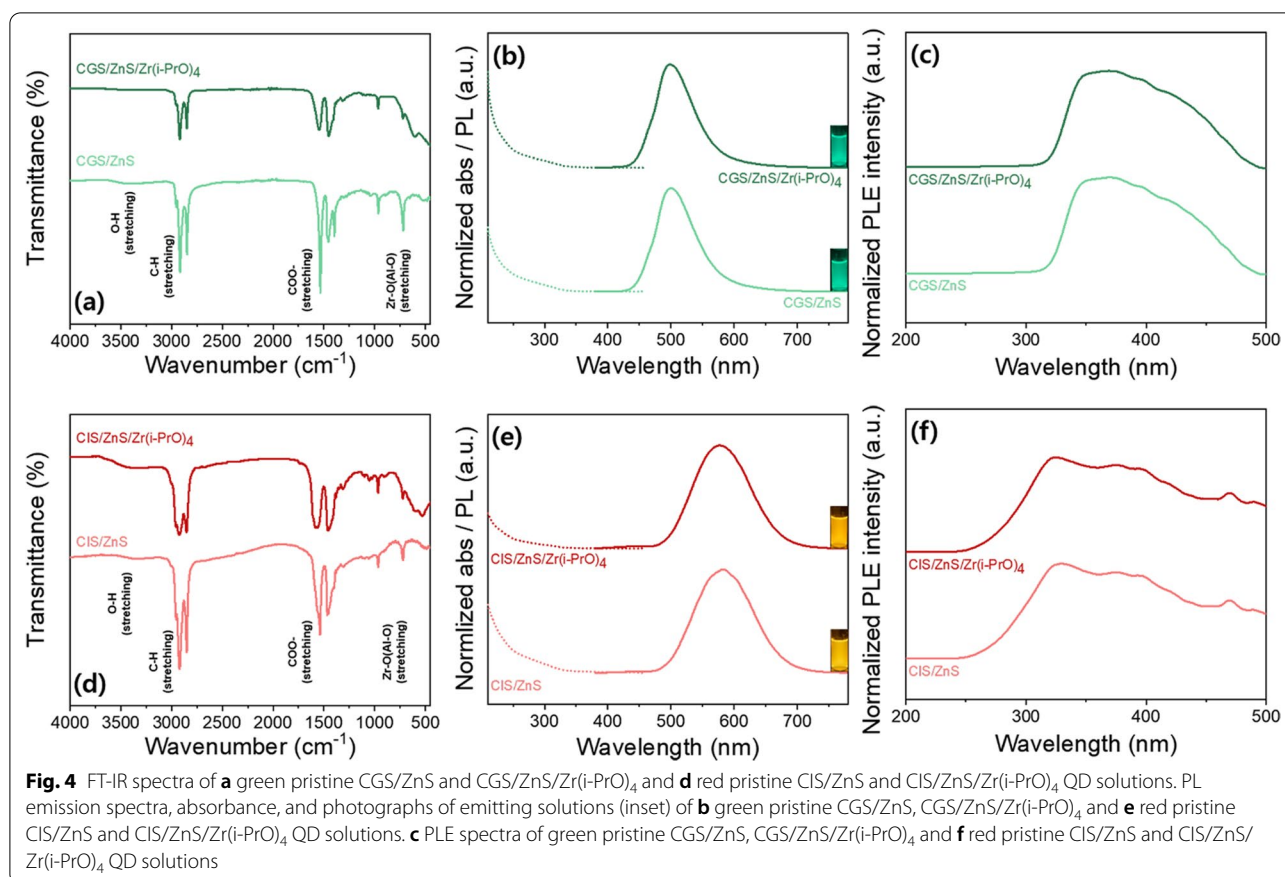 Transmittance (%)
CGS/ZnS/Zr(i-PrO)4
CGS/ZnS
O-H
(stretching)
C-H
(stretching)
COO-
(stretching)
Zr-O(Al-O)
(stretching)
(a)
4000 3500 3000 2500 2000 1500 1000 500
Wavenumber (cm-1)
Normlized abs / PL (a.u.)
(b)
CGS/ZnS/Zr(i-PrO)4
CGS/ZnS
300 400 500 600 700
Wavelength (nm)
Normalized PLE intensity (a.u.)
(c)
CGS/ZnS/Zr(i-PrO)4
CGS/ZnS
200 300 400 500
Wavelength (nm)
Transmittance (%)
CIS/ZnS/Zr(i-PrO)4
CIS/ZnS
O-H
(stretching)
C-H
(stretching)
COO-
(stretching)
Zr-O(Al-O)
(stretching)
(d)
4000 3500 3000 2500 2000 1500 1000 500
Wavenumber (cm-1)
Normlized abs / PL (a.u.)
(e)
CIS/ZnS/Zr(i-PrO)4
CIS/ZnS
300 400 500 600 700
Wavelength (nm)
Normalized PLE intensity (a.u.)
(f)
CIS/ZnS/Zr(i-PrO)4
CIS/ZnS
200 300 400 500
Wavelength (nm)
Fig. 4 FT-IR spectra of a green pristine CGS/ZnS and CGS/ZnS/Zr(i-PrO)4 and d red pristine CIS/ZnS and CIS/ZnS/Zr(i-PrO)4 QD solutions. PL
emission spectra, absorbance, and photographs of emitting solutions (inset) of b green pristine CGS/ZnS, CGS/ZnS/Zr(i-PrO)4 and e red pristine
CIS/ZnS and CIS/ZnS/Zr(i-PrO)4 QD solutions. c PLE spectra of green pristine CGS/ZnS, CGS/ZnS/Zr(i-PrO)4 and f red pristine CIS/ZnS and CIS/ZnS/
Zr(i-PrO)4 QD solutions